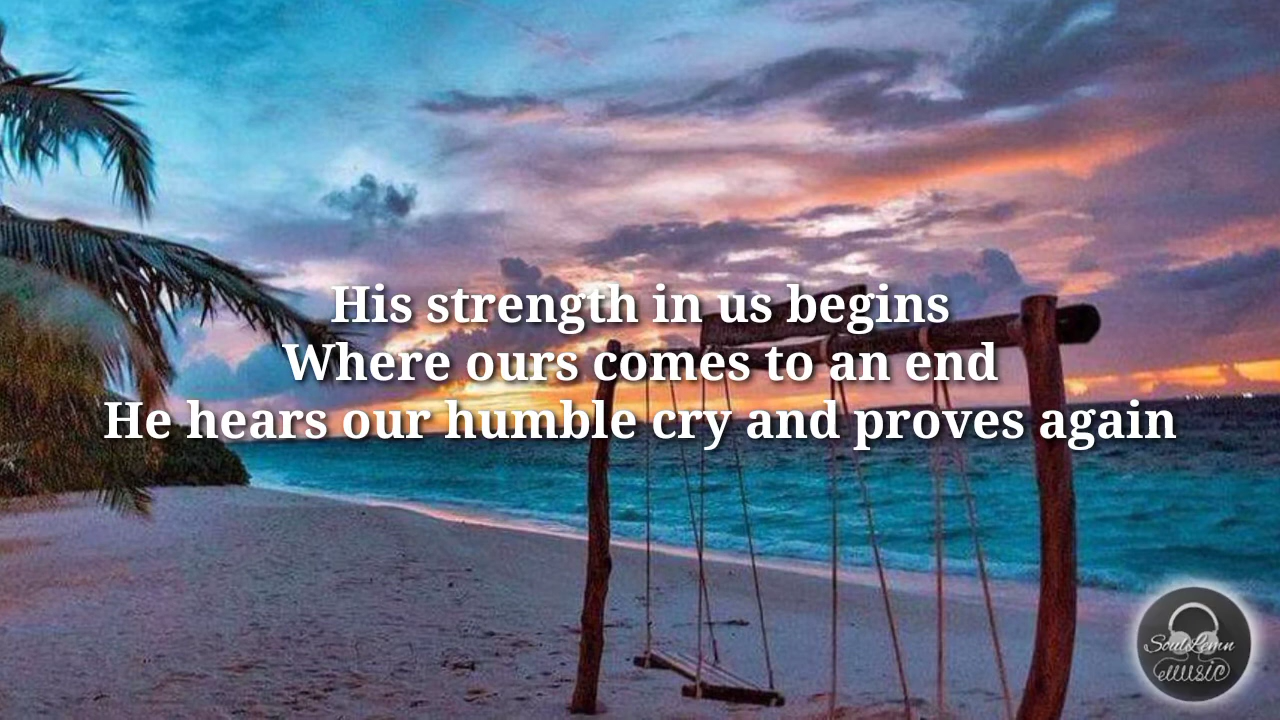 His strength in us begins
Where ours comes to an end
He hears our humble cry and proves again
SoulLemn
Music